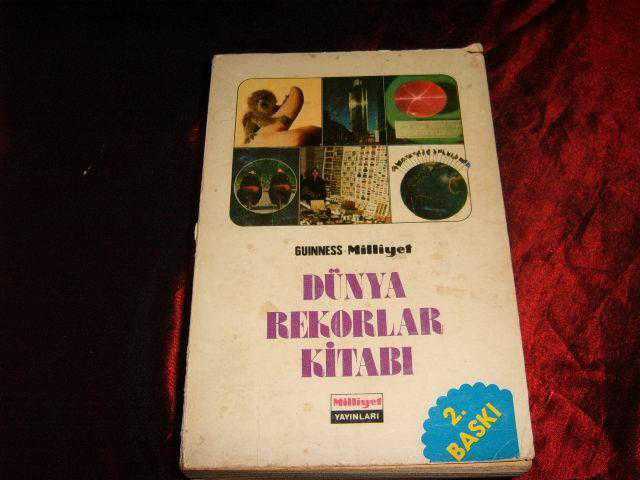 GUINNESS-Milliyet
DÜNYA
REKORLAR
KİTABI
Milliyet
YAYINLARI
2.
BASKI